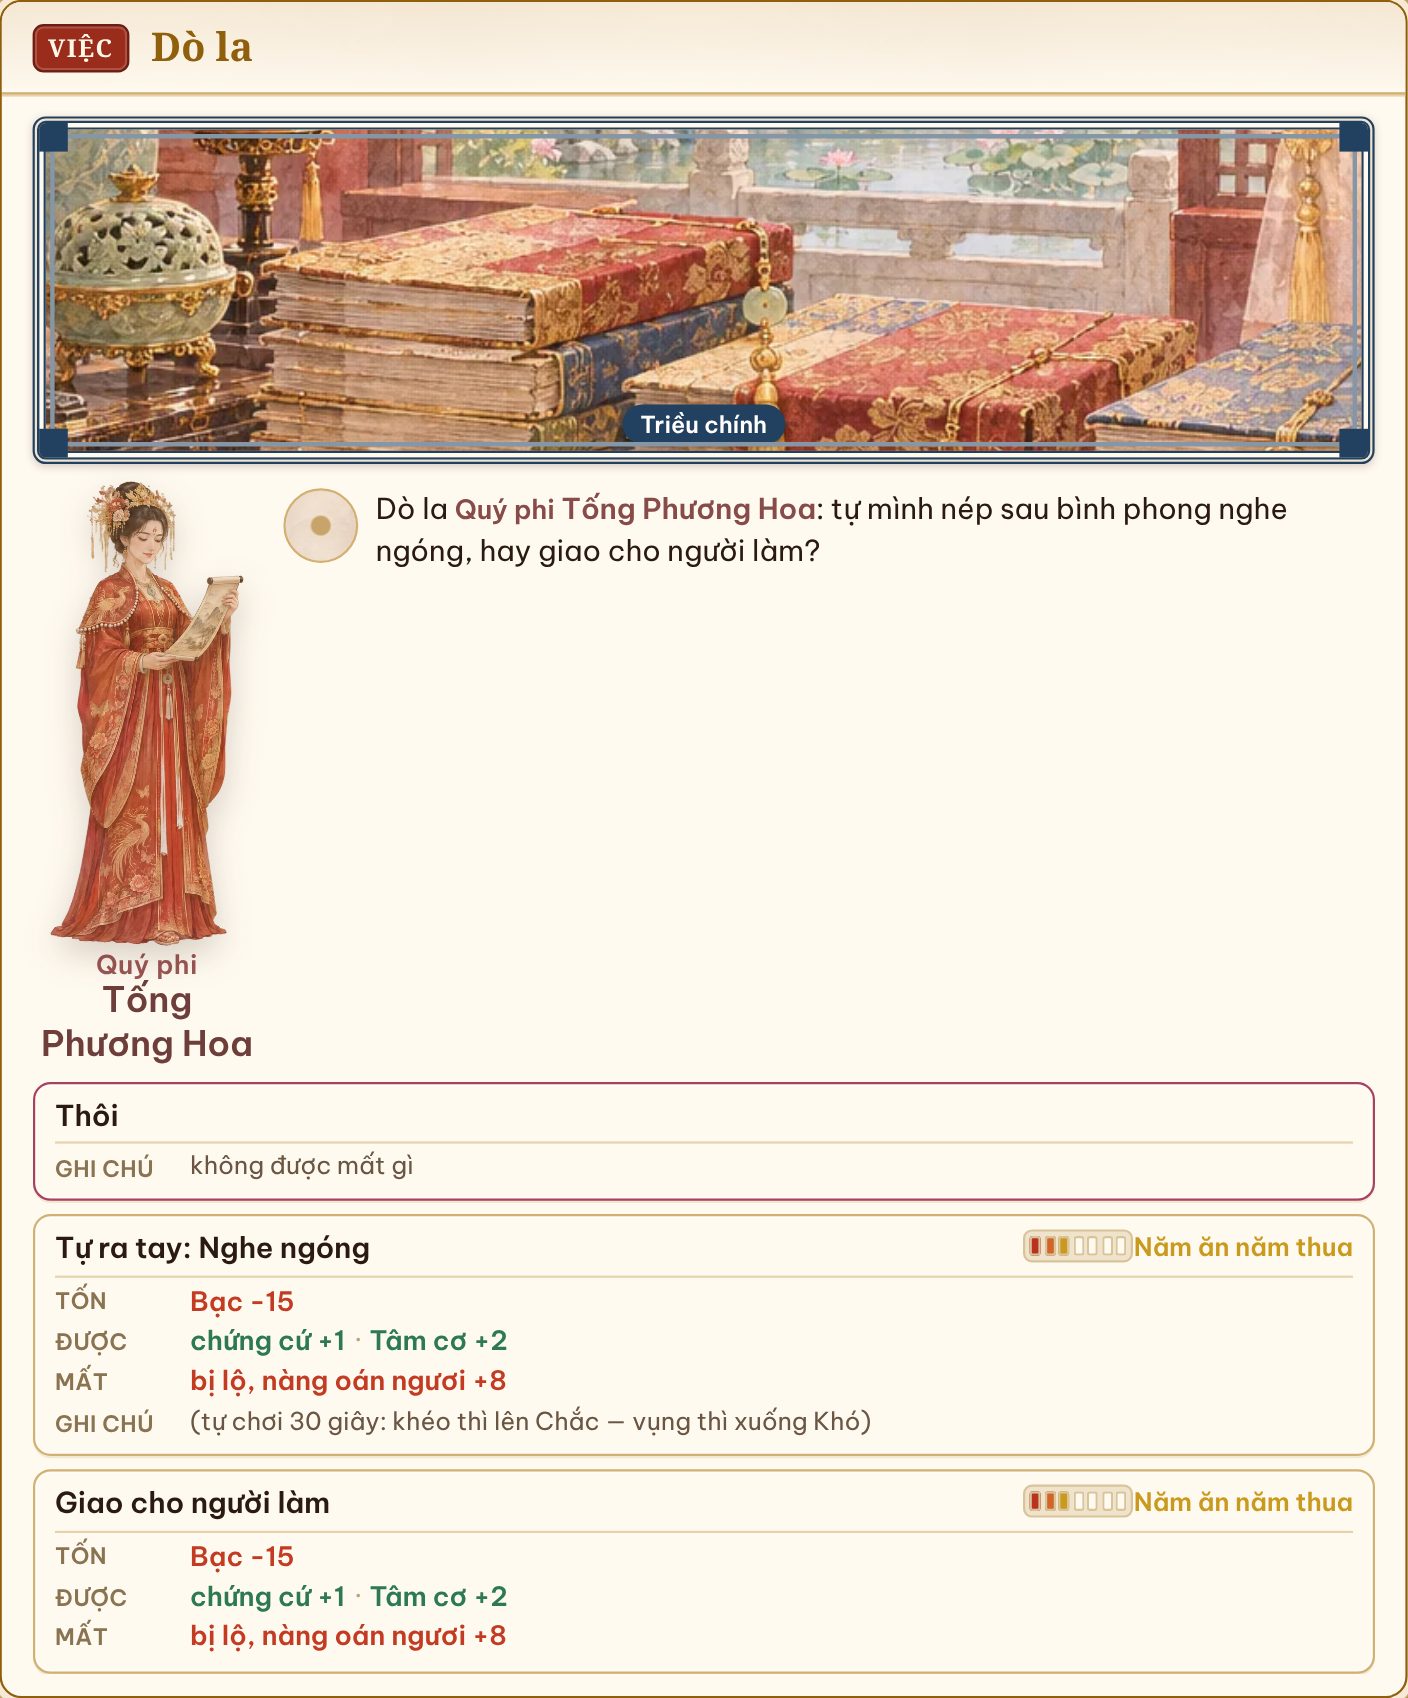 VIỆC Dò la
Triều chính
Dò la Quý phi Tống Phương Hoa: tự mình nép sau bình phong nghe
ngóng, hay giao cho người làm?
Quý phi
Tống
Phương Hoa
Thôi
GHI CHÚ không được mất gì
Tự ra tay: Nghe ngóng Năm ăn năm thua
TỐN Bạc -15
ĐƯỢC chứng cứ +1 · Tâm cơ +2
MẤT bị lộ, nàng oán ngươi +8
GHI CHÚ (tự chơi 30 giây: khéo thì lên Chắc — vụng thì xuống Khó)
Giao cho người làm Năm ăn năm thua
TỐN Bạc -15
ĐƯỢC chứng cứ +1 · Tâm cơ +2
MẤT bị lộ, nàng oán ngươi +8